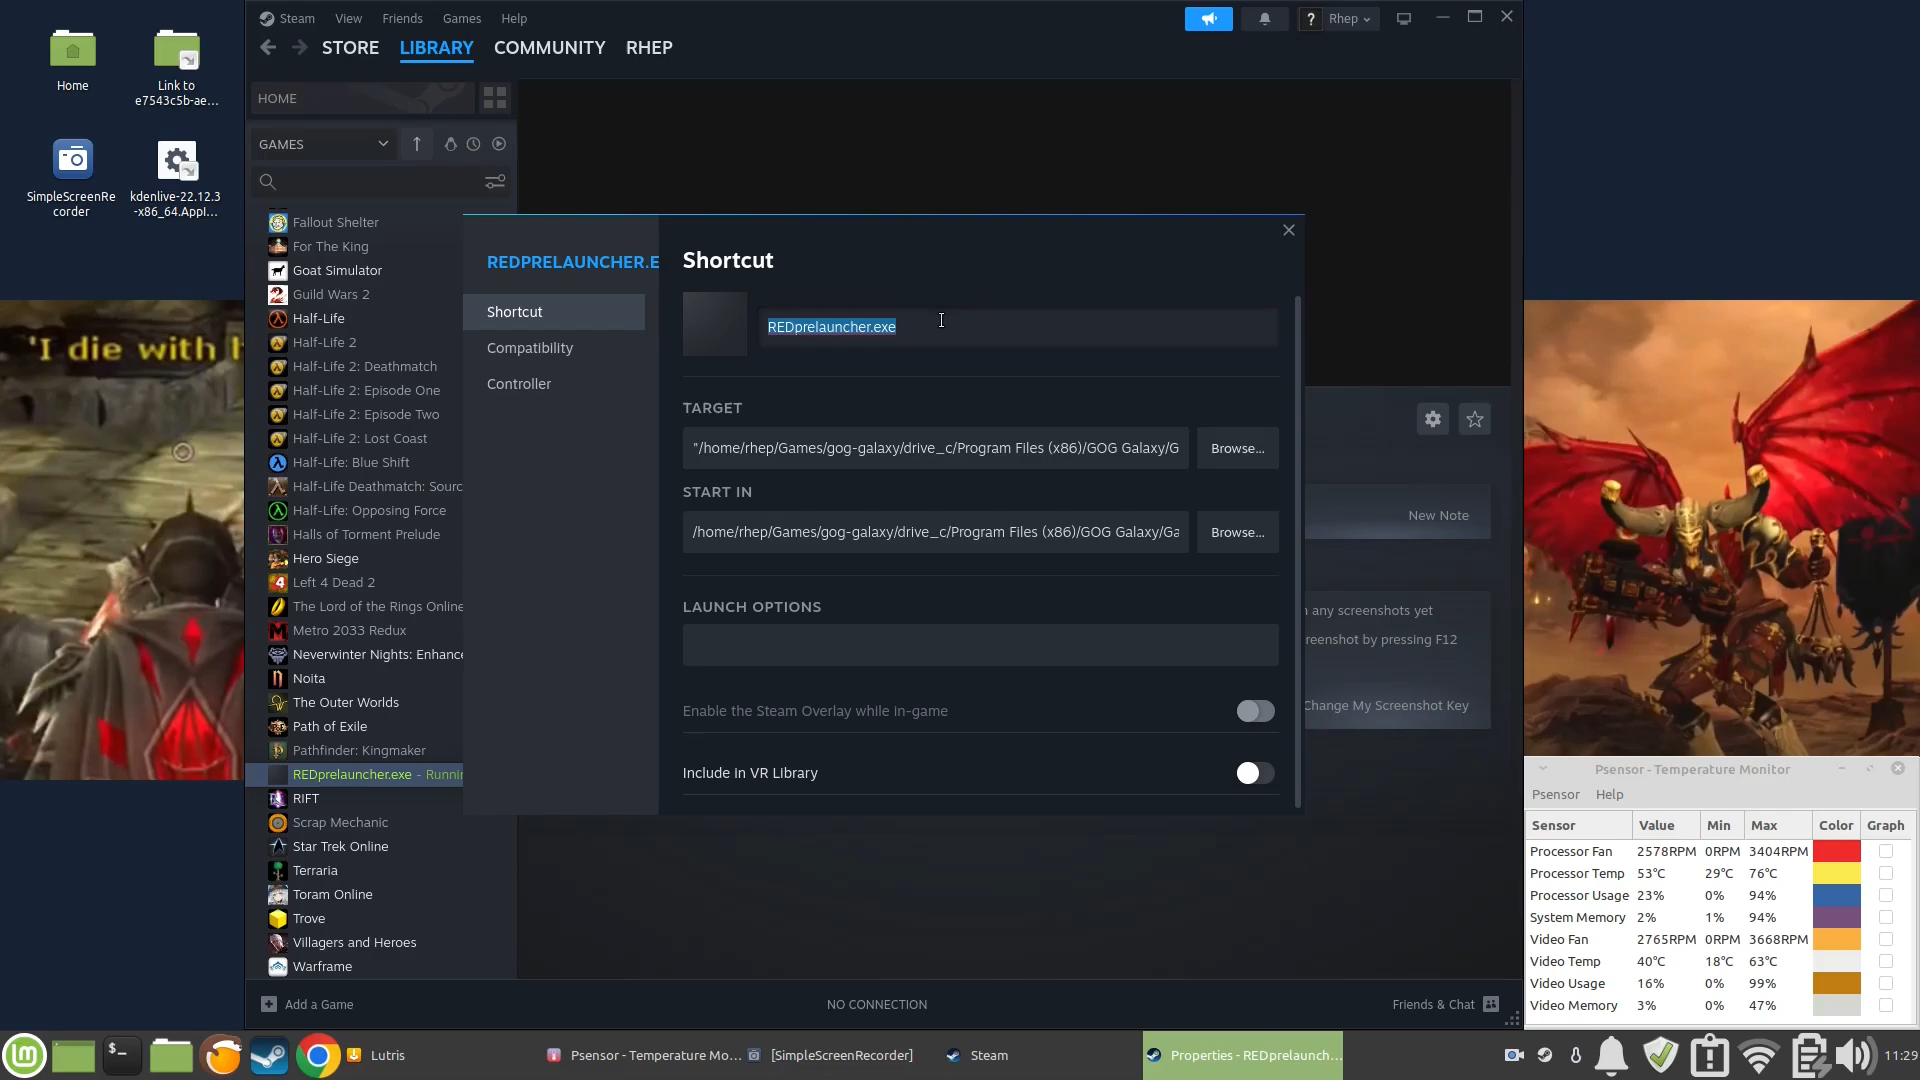 Home
Link to
e7543c5b-ae...
SimpleScreenRe
corder
kdenlive-22.12.3
-x86_64.AppI...
'I die with h
Steam View Friends Games Help
? Rhep
STORE LIBRARY COMMUNITY RHEP
HOME
GAMES
Fallout Shelter
For The King
Goat Simulator
Guild Wars 2
Half-Life
Half-Life 2
Half-Life 2: Deathmatch
Half-Life 2: Episode One
Half-Life 2: Episode Two
Half-Life 2: Lost Coast
Half-Life: Blue Shift
Half-Life Deathmatch: Sourc
Half-Life: Opposing Force
Halls of Torment Prelude
Hero Siege
Left 4 Dead 2
The Lord of the Rings Online
Metro 2033 Redux
Neverwinter Nights: Enhance
Noita
The Outer Worlds
Path of Exile
Pathfinder: Kingmaker
REDprelauncher.exe - Runnin
RIFT
Scrap Mechanic
Star Trek Online
Terraria
Toram Online
Trove
Villagers and Heroes
Warframe
REDPRELAUNCHER.E
Shortcut
Compatibility
Controller
Shortcut
REDprelauncher.exe
TARGET
"/home/rhep/Games/gog-galaxy/drive_c/Program Files (x86)/GOG Galaxy/G
Browse...
START IN
/home/rhep/Games/gog-galaxy/drive_c/Program Files (x86)/GOG Galaxy/Ga
Browse...
LAUNCH OPTIONS
Enable the Steam Overlay while in-game
Include in VR Library
New Note
any screenshots yet
reenshot by pressing F12
Change My Screenshot Key
Add a Game
NO CONNECTION
Friends & Chat
Psensor - Temperature Monitor
Psensor Help
Sensor Value Min Max Color Graph
Processor Fan 2578RPM 0RPM 3404RPM
Processor Temp 53°C 29°C 76°C
Processor Usage 23% 0% 94%
System Memory 2% 1% 94%
Video Fan 2765RPM 0RPM 3668RPM
Video Temp 40°C 18°C 63°C
Video Usage 16% 0% 99%
Video Memory 3% 0% 47%
Lutris
Psensor - Temperature Mo...
[SimpleScreenRecorder]
Steam
Properties - REDprelaunch...
11:29